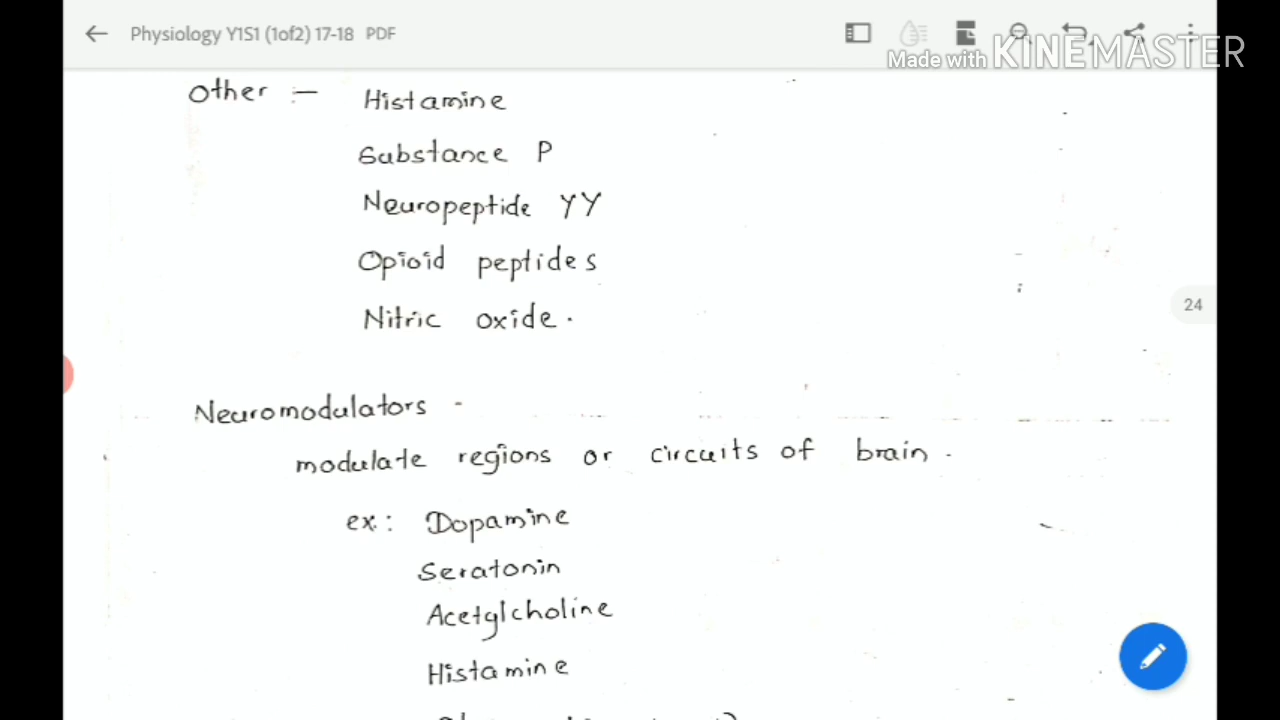 Physiology Y1S1 (1of2) 17-18 PDF
Made with KINEMASTER
Other :- Histamine
Substance P
Neuropeptide YY
Opioid peptides
Nitric oxide.
24
Neuromodulators -
modulate regions or circuits of brain.
ex: Dopamine
Seratonin
Acetylcholine
Histamine